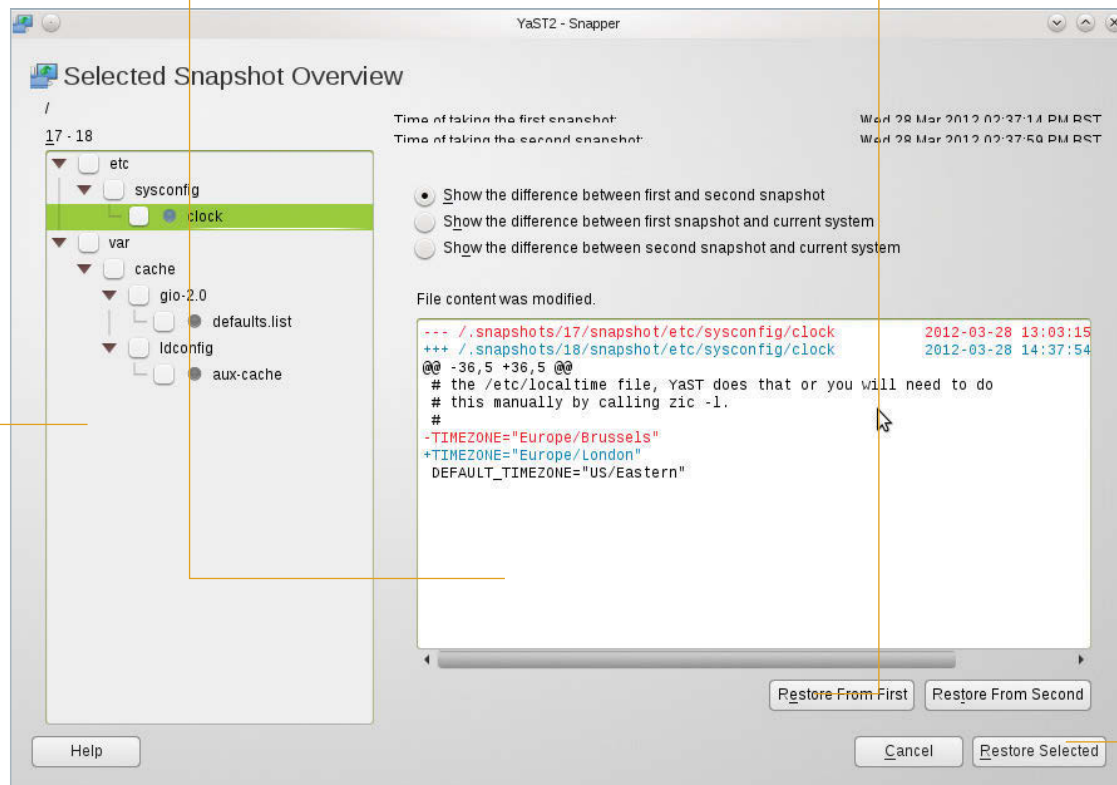 YaST2 - Snapper
Selected Snapshot Overview
/
17 - 18
etc
sysconfig
clock
var
cache
gio-2.0
defaults.list
ldconfig
aux-cache
Time of taking the first snapshot: Wed 28 Mar 2012 02:37:14 PM BST
Time of taking the second snapshot: Wed 28 Mar 2012 02:37:59 PM BST
Show the difference between first and second snapshot
Show the difference between first snapshot and current system
Show the difference between second snapshot and current system
File content was modified.
--- /.snapshots/17/snapshot/etc/sysconfig/clock 2012-03-28 13:03:15
+++ /.snapshots/18/snapshot/etc/sysconfig/clock 2012-03-28 14:37:54
@@ -36,5 +36,5 @@
# the /etc/localtime file, YaST does that or you will need to do
# this manually by calling zic -l.
#
-TIMEZONE="Europe/Brussels"
+TIMEZONE="Europe/London"
DEFAULT_TIMEZONE="US/Eastern"
Restore From First Restore From Second
Help Cancel Restore Selected